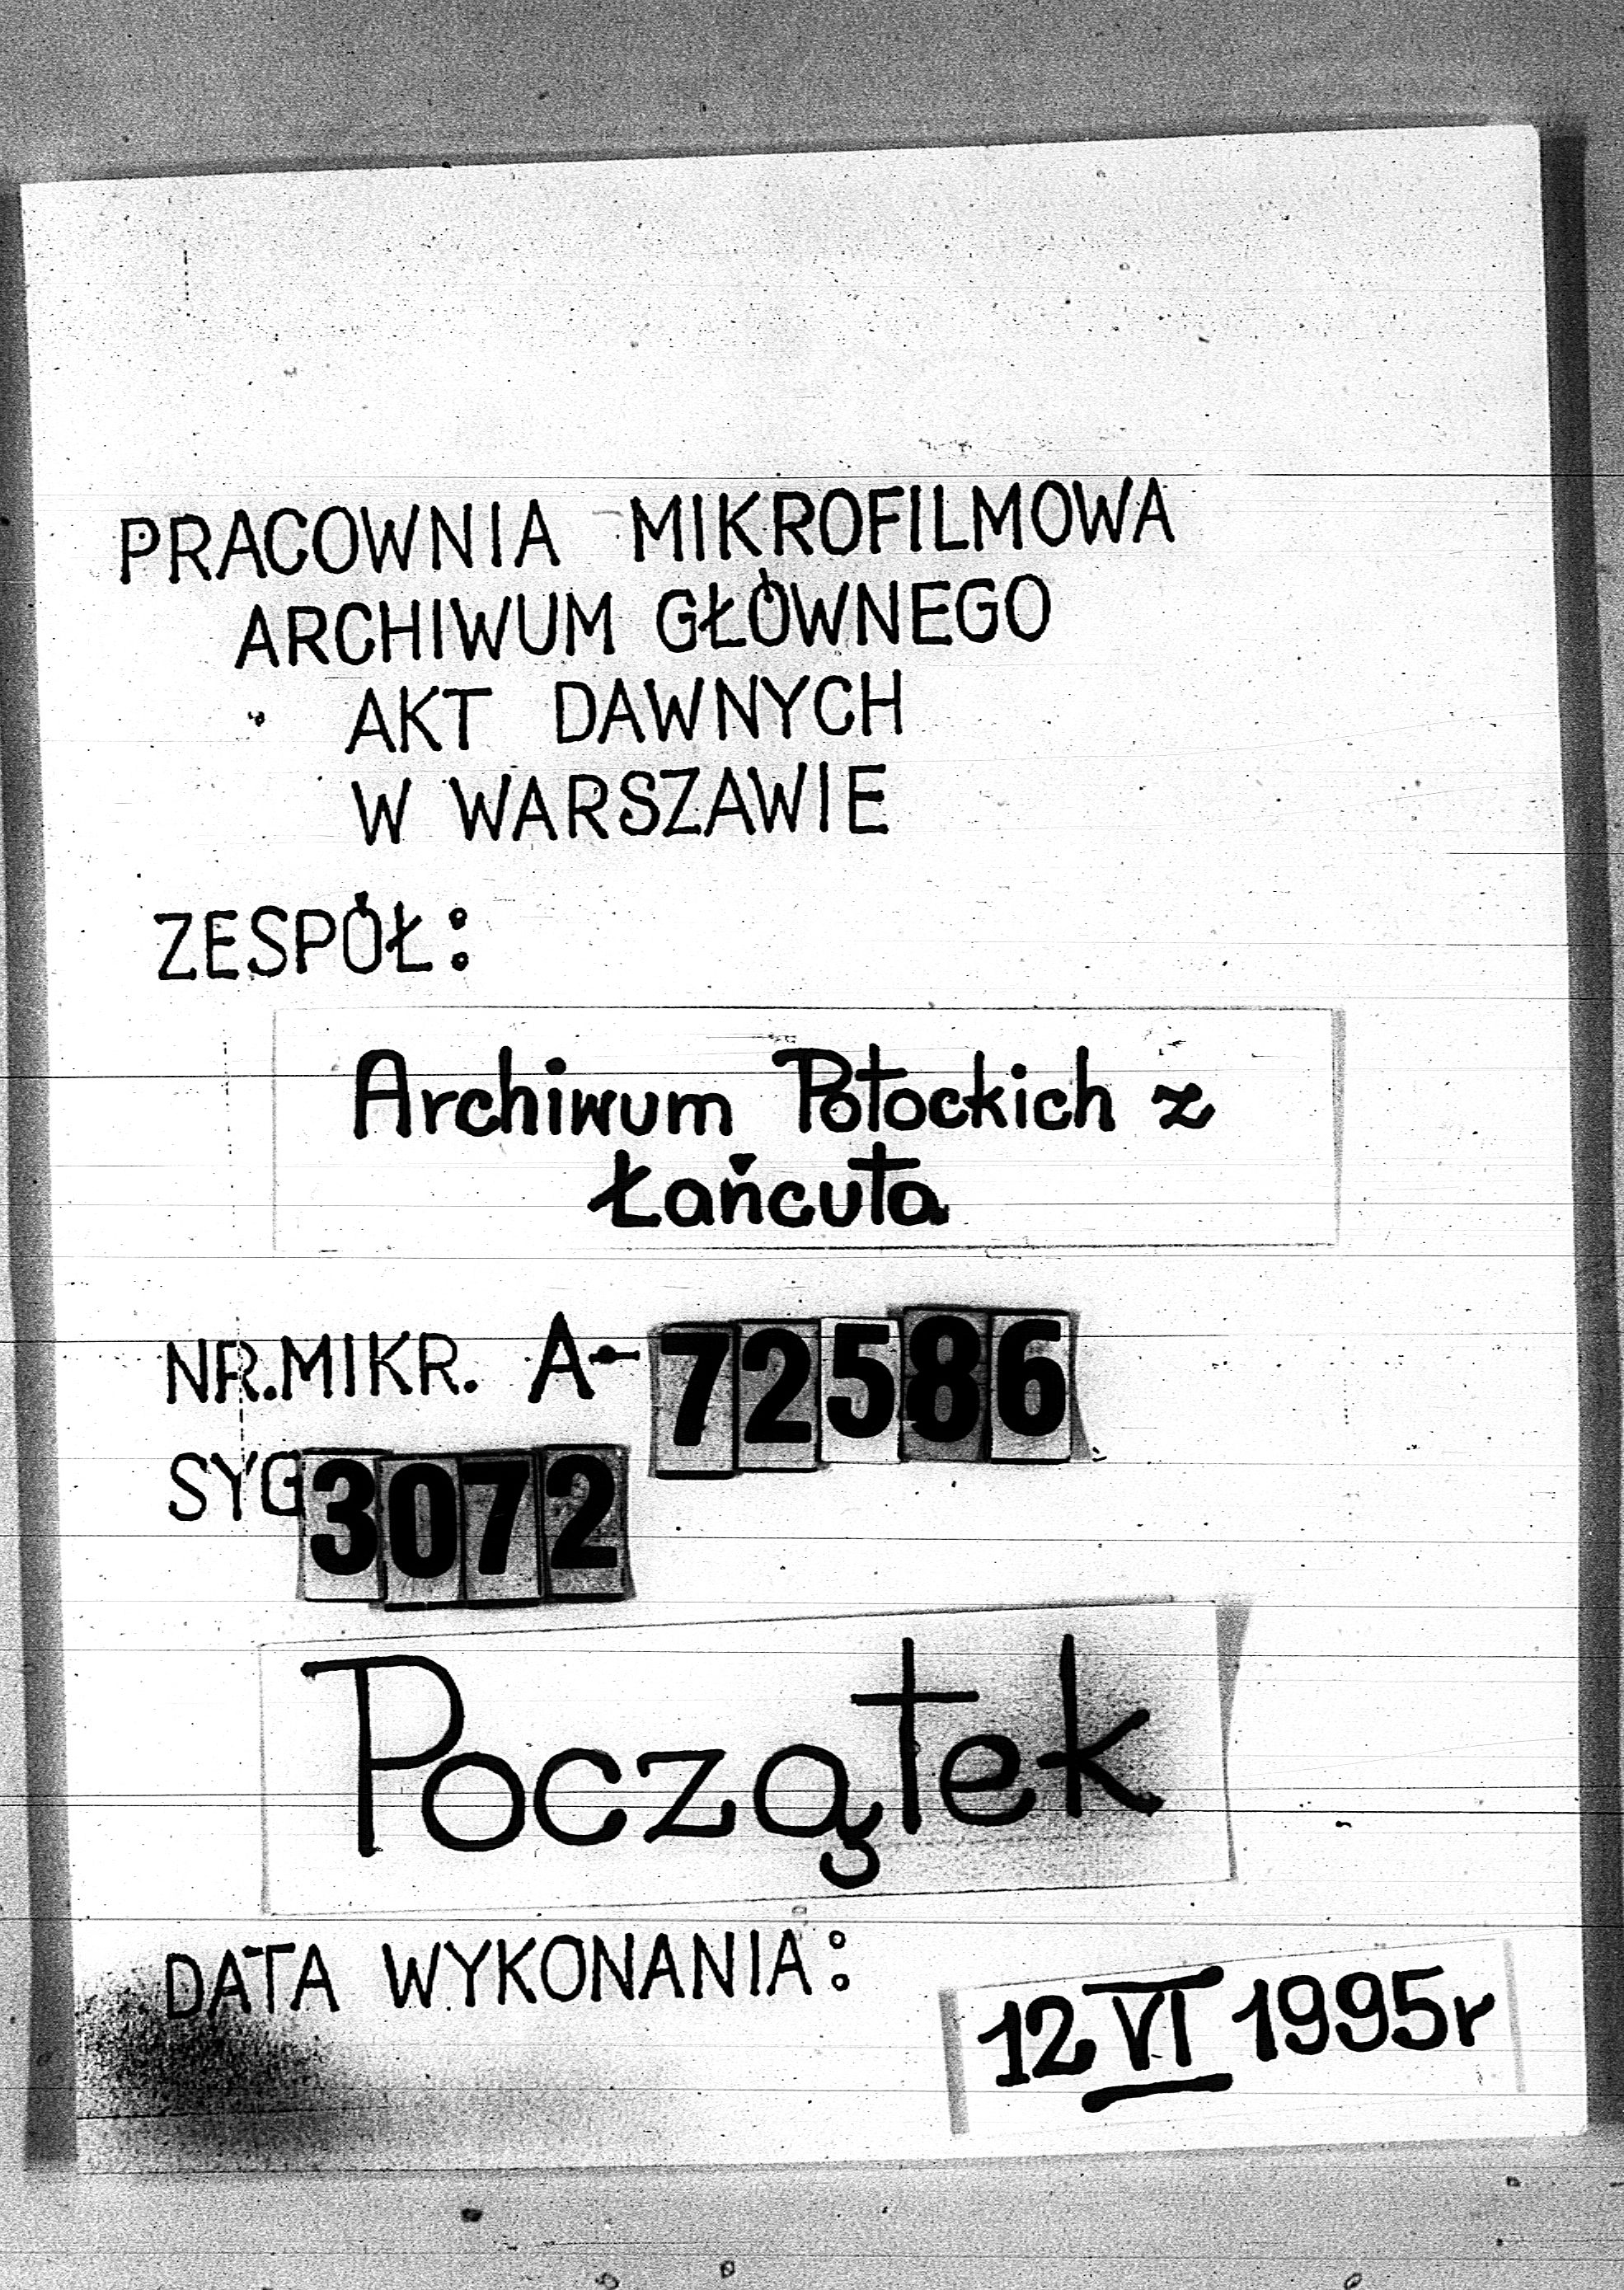 PRACOWNIA MIKROFILMOWA
ARCHIWUM GŁÓWNEGO
AKT DAWNYCH
W WARSZAWIE
ZESPÓŁ:
Archiwum Potockich z
Łańcuta
NR.MIKR. A-72586
SYG 3072
Początek
DATA WYKONANIA:
12 VI 1995r